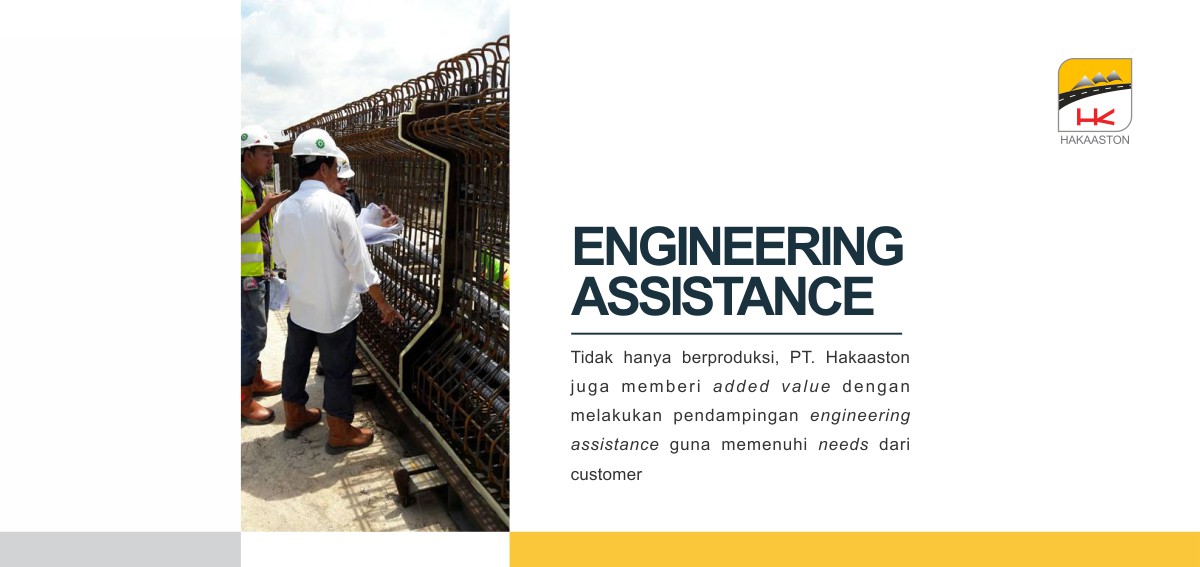 HK
HAKAASTON
ENGINEERING
ASSISTANCE
Tidak hanya berproduksi, PT. Hakaaston
juga memberi added value dengan
melakukan pendampingan engineering
assistance guna memenuhi needs dari
customer